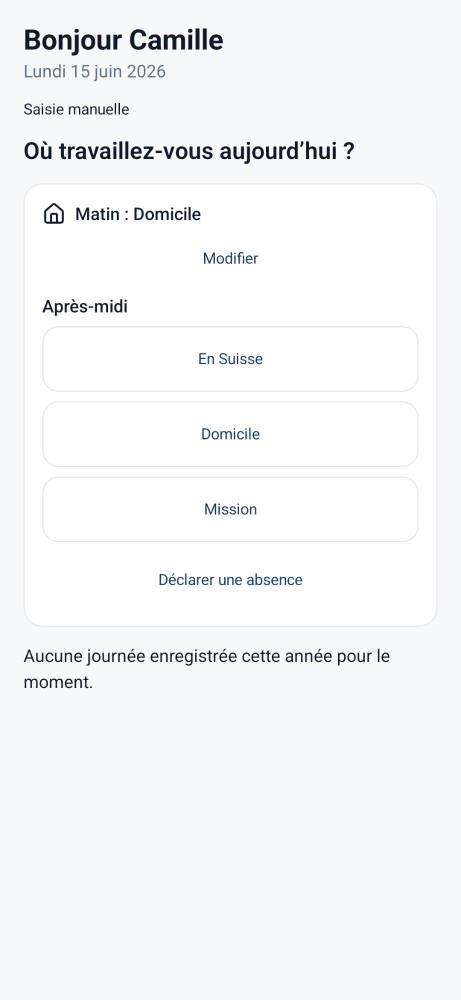 Bonjour Camille
Lundi 15 juin 2026
Saisie manuelle
Où travaillez-vous aujourd’hui ?
Matin : Domicile
Modifier
Après-midi
En Suisse
Domicile
Mission
Déclarer une absence
Aucune journée enregistrée cette année pour le
moment.